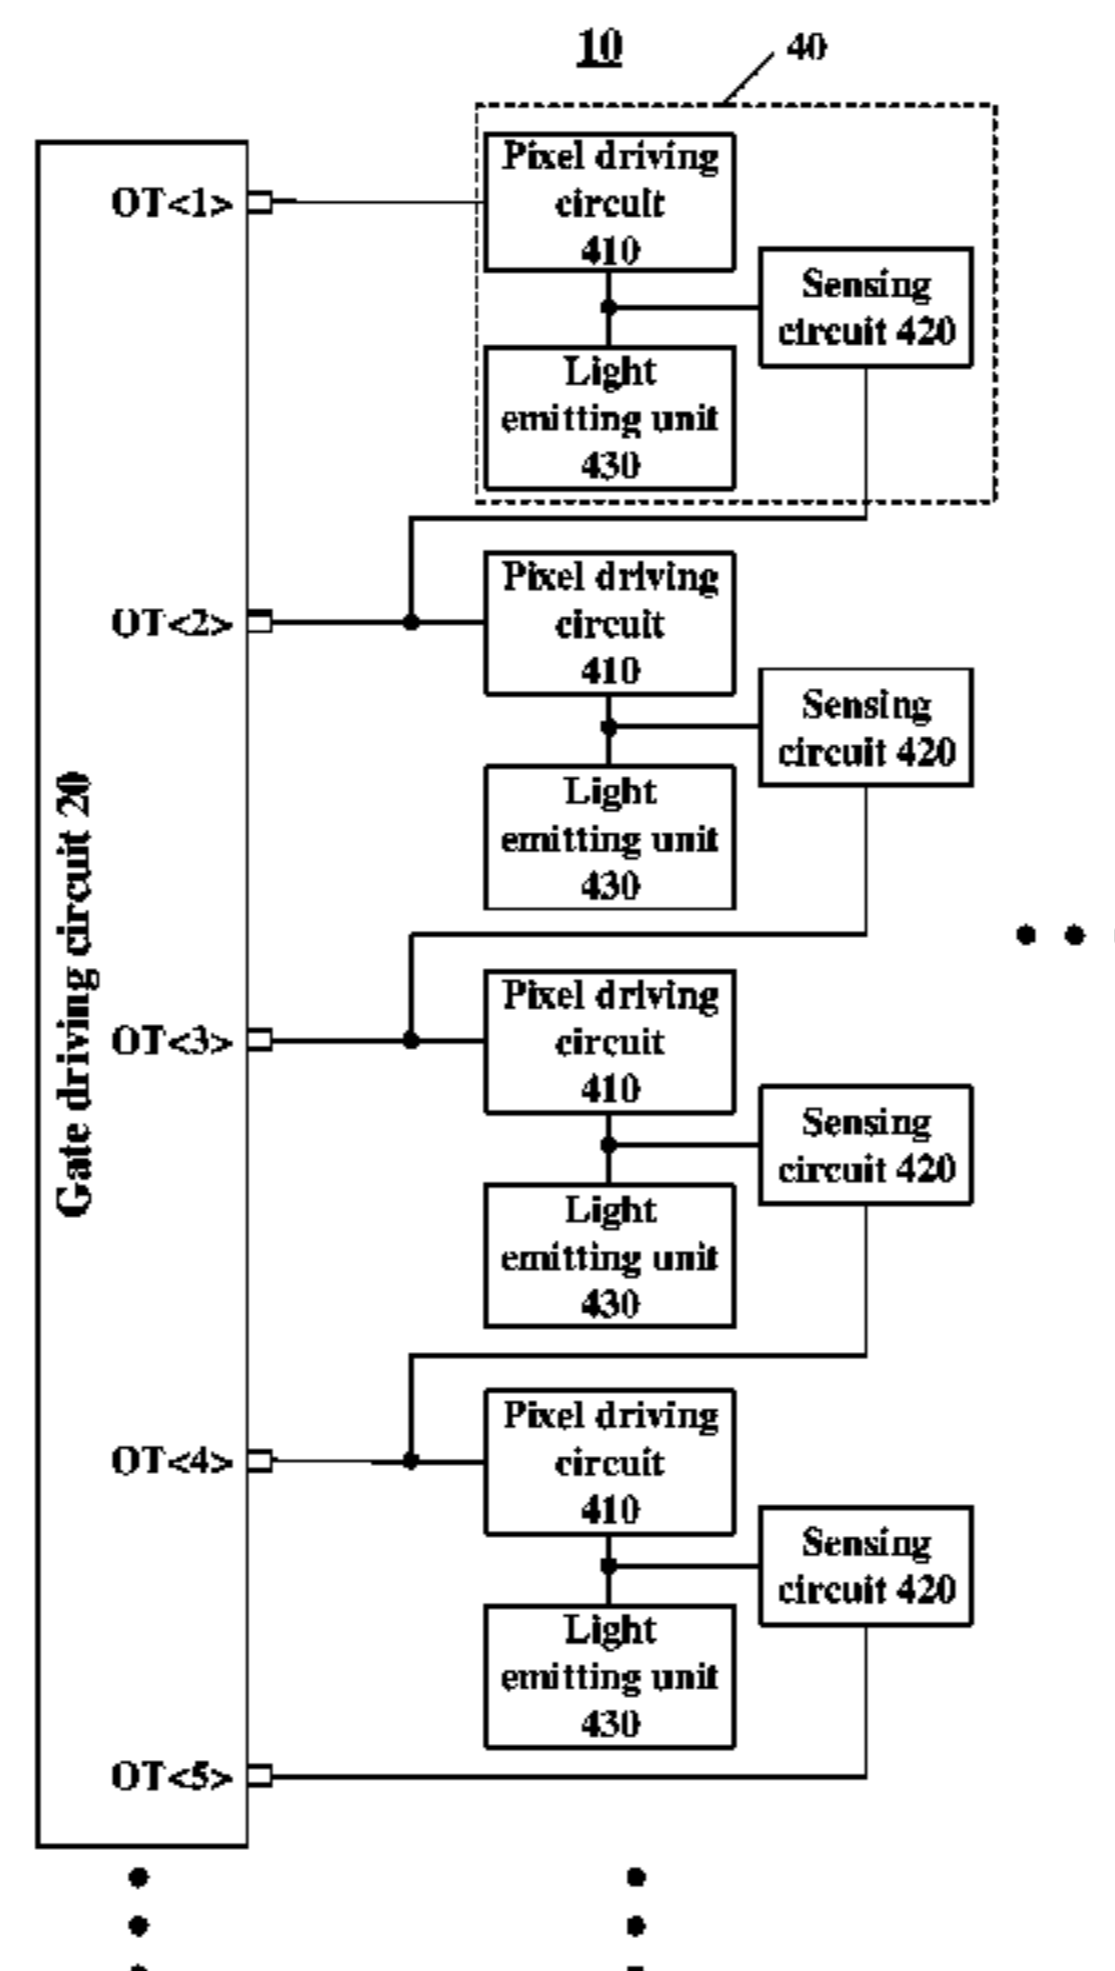 10
40
OT<1>
Pixel driving
circuit
410
Sensing
circuit 420
Light
emitting unit
430
OT<2>
Pixel driving
circuit
410
Sensing
circuit 420
Light
emitting unit
430
Gate driving circuit 20
OT<3>
Pixel driving
circuit
410
Sensing
circuit 420
Light
emitting unit
430
OT<4>
Pixel driving
circuit
410
Sensing
circuit 420
Light
emitting unit
430
OT<5>